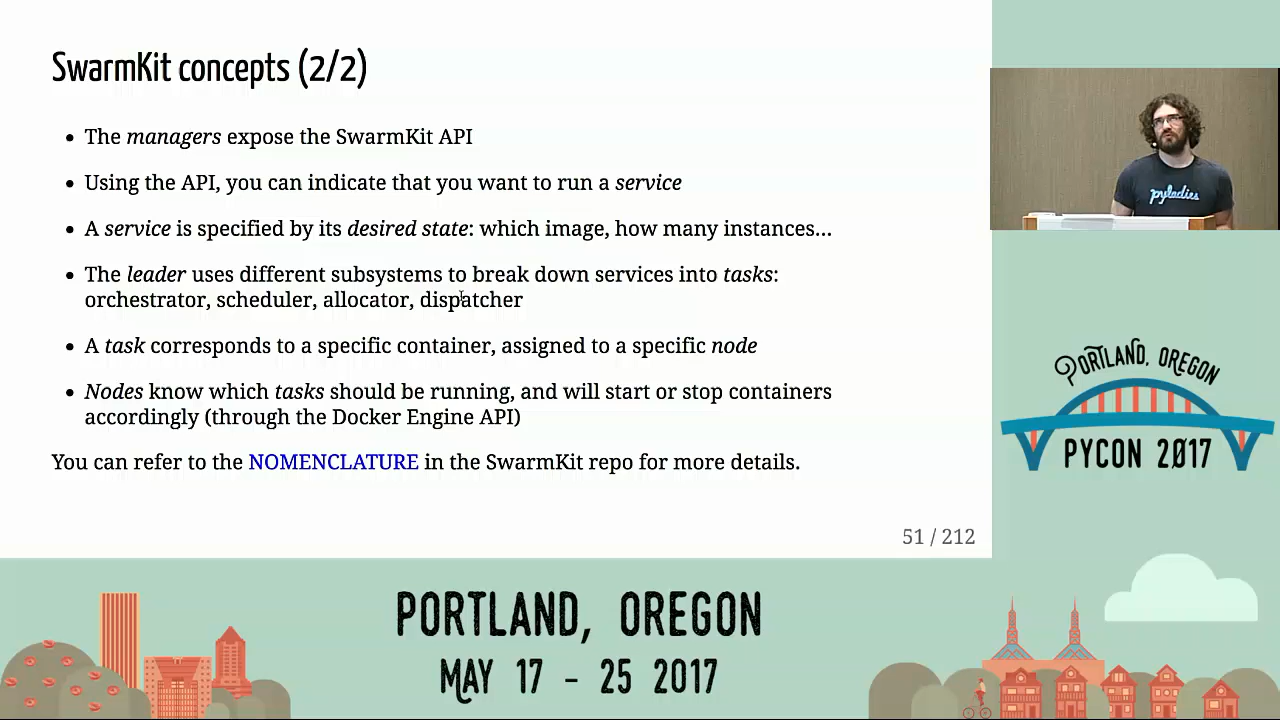 SwarmKit concepts (2/2)
• The managers expose the SwarmKit API
• Using the API, you can indicate that you want to run a service
• A service is specified by its desired state: which image, how many instances...
• The leader uses different subsystems to break down services into tasks:
orchestrator, scheduler, allocator, dispatcher
• A task corresponds to a specific container, assigned to a specific node
• Nodes know which tasks should be running, and will start or stop containers
accordingly (through the Docker Engine API)
You can refer to the NOMENCLATURE in the SwarmKit repo for more details.
51 / 212
pyladies
PORTLAND, OREGON
PYCON 2017
PORTLAND, OREGON
MAY 17 - 25 2017